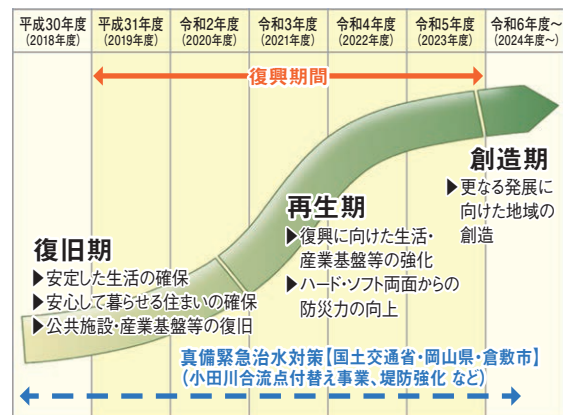 平成30年度 平成31年度 令和2年度 令和3年度 令和4年度 令和5年度 令和6年度～
(2018年度) (2019年度) (2020年度) (2021年度) (2022年度) (2023年度) (2024年度～)
復興期間
創造期
▶更なる発展に
向けた地域の
創造
再生期
▶復興に向けた生活・
産業基盤等の強化
▶ハード・ソフト両面からの
防災力の向上
復旧期
▶安定した生活の確保
▶安心して暮らせる住まいの確保
▶公共施設・産業基盤等の復旧
真備緊急治水対策【国土交通省・岡山県・倉敷市】
(小田川合流点付替え事業、堤防強化 など)